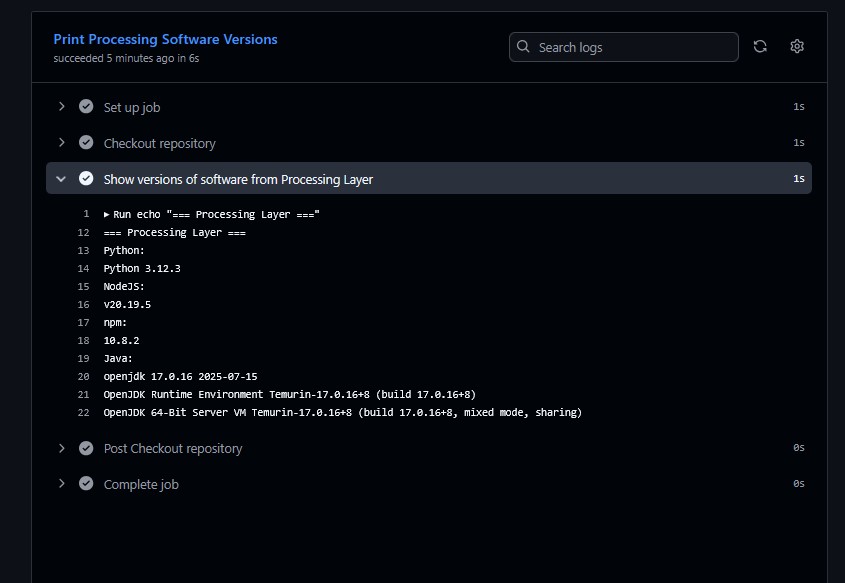 Print Processing Software Versions
succeeded 5 minutes ago in 6s
Search logs
Set up job 1s
Checkout repository 1s
Show versions of software from Processing Layer 1s
1 ▶ Run echo "=== Processing Layer ==="
12 === Processing Layer ===
13 Python:
14 Python 3.12.3
15 NodeJS:
16 v20.19.5
17 npm:
18 10.8.2
19 Java:
20 openjdk 17.0.16 2025-07-15
21 OpenJDK Runtime Environment Temurin-17.0.16+8 (build 17.0.16+8)
22 OpenJDK 64-Bit Server VM Temurin-17.0.16+8 (build 17.0.16+8, mixed mode, sharing)
Post Checkout repository 0s
Complete job 0s